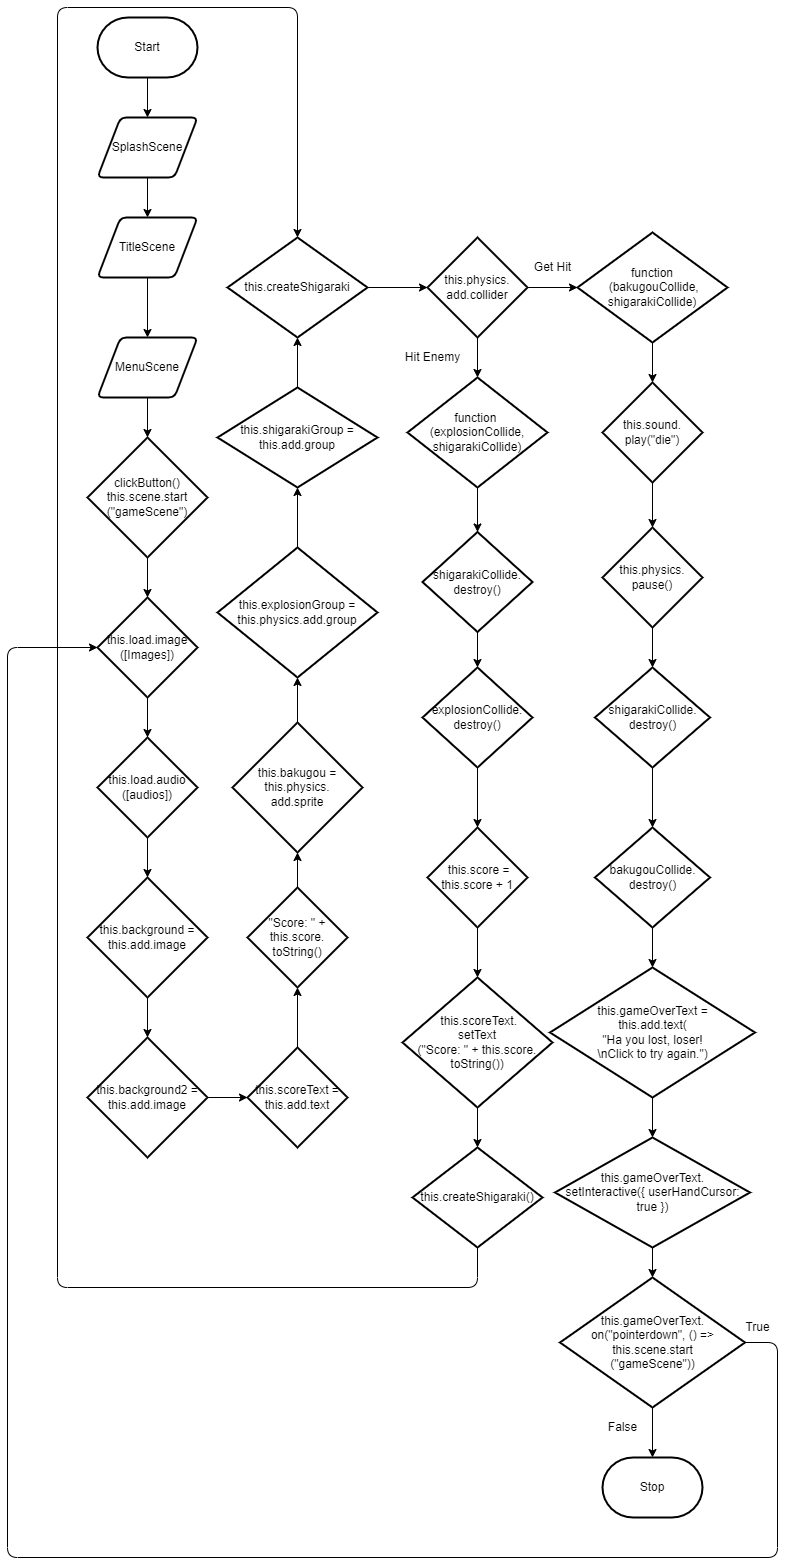 Start
SplashScene
TitleScene
MenuScene
clickButton()
this.scene.start
("gameScene")
this.load.image
([Images])
this.load.audio
([audios])
this.background =
this.add.image
this.background2 =
this.add.image
this.scoreText =
this.add.text
"Score: " +
this.score.
toString()
this.bakugou =
this.physics.
add.sprite
this.explosionGroup =
this.physics.add.group
this.shigarakiGroup =
this.add.group
this.createShigaraki
this.physics.
add.collider
Hit Enemy
function
(explosionCollide,
shigarakiCollide)
shigarakiCollide.
destroy()
explosionCollide.
destroy()
this.score =
this.score + 1
this.scoreText.
setText
("Score: " + this.score.
toString())
this.createShigaraki()
Get Hit
function
(bakugouCollide,
shigarakiCollide)
this.sound.
play("die")
this.physics.
pause()
shigarakiCollide.
destroy()
bakugouCollide.
destroy()
this.gameOverText =
this.add.text(
"Ha you lost, loser!
\nClick to try again.")
this.gameOverText.
setInteractive({ userHandCursor:
true })
this.gameOverText.
on("pointerdown", () =>
this.scene.start
("gameScene"))
True
False
Stop